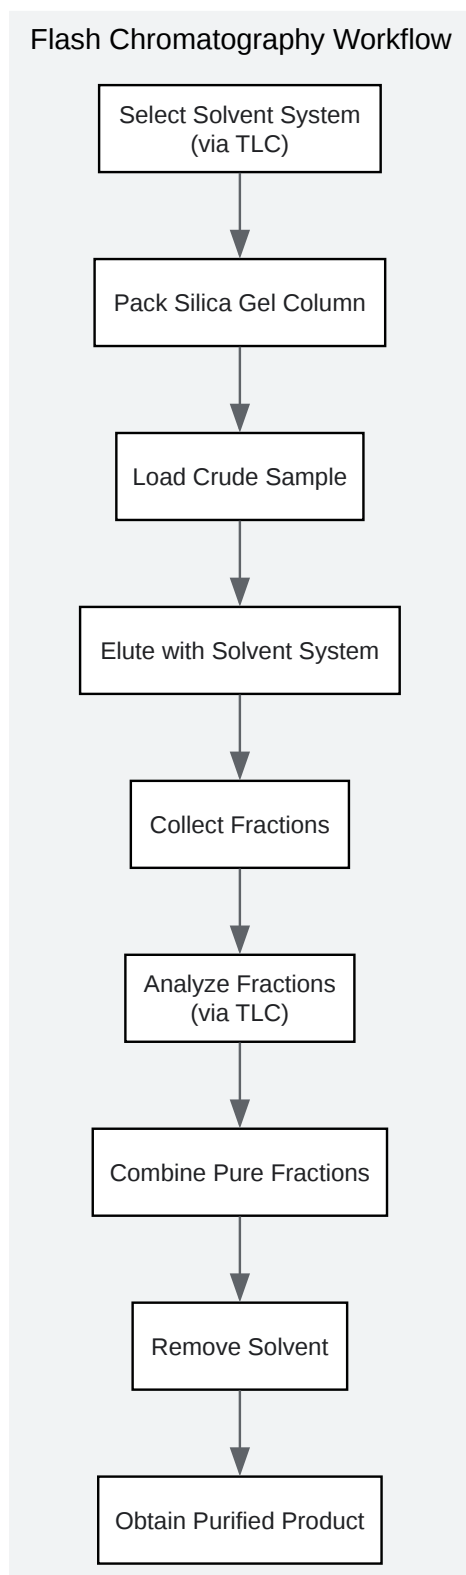 Flash Chromatography Workflow
Select Solvent System
(via TLC)
Pack Silica Gel Column
Load Crude Sample
Elute with Solvent System
Collect Fractions
Analyze Fractions
(via TLC)
Combine Pure Fractions
Remove Solvent
Obtain Purified Product